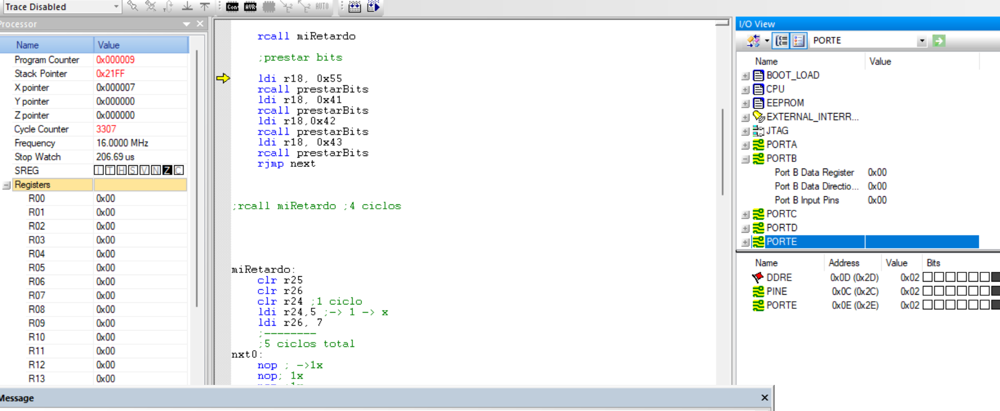 Trace Disabled
Con AVR AUTO
Processor
Name Value
Program Counter 0x000009
Stack Pointer 0x21FF
X pointer 0x000007
Y pointer 0x000000
Z pointer 0x000000
Cycle Counter 3307
Frequency 16.0000 MHz
Stop Watch 206.69 us
SREG I T H S V N Z C
Registers
R00 0x00
R01 0x00
R02 0x00
R03 0x00
R04 0x00
R05 0x00
R06 0x00
R07 0x00
R08 0x00
R09 0x00
R10 0x00
R11 0x00
R12 0x00
R13 0x00
rcall miRetardo
;prestar bits
ldi r18, 0x55
rcall prestarBits
ldi r18, 0x41
rcall prestarBits
ldi r18,0x42
rcall prestarBits
ldi r18, 0x43
rcall prestarBits
rjmp next
;rcall miRetardo ;4 ciclos
miRetardo:
clr r25
clr r26
clr r24 ;1 ciclo
ldi r24,5 ;-> 1 -> x
ldi r26, 7
;--------
;5 ciclos total
nxt0:
nop ; ->1x
nop; 1x
I/O View
PORTE
Name Value
BOOT_LOAD
CPU
EEPROM
EXTERNAL_INTERR...
JTAG
PORTA
PORTB
Port B Data Register 0x00
Port B Data Directio... 0x00
Port B Input Pins 0x00
PORTC
PORTD
PORTE
Name Address Value Bits
DDRE 0x0D (0x2D) 0x02
PINE 0x0C (0x2C) 0x02
PORTE 0x0E (0x2E) 0x02
Message